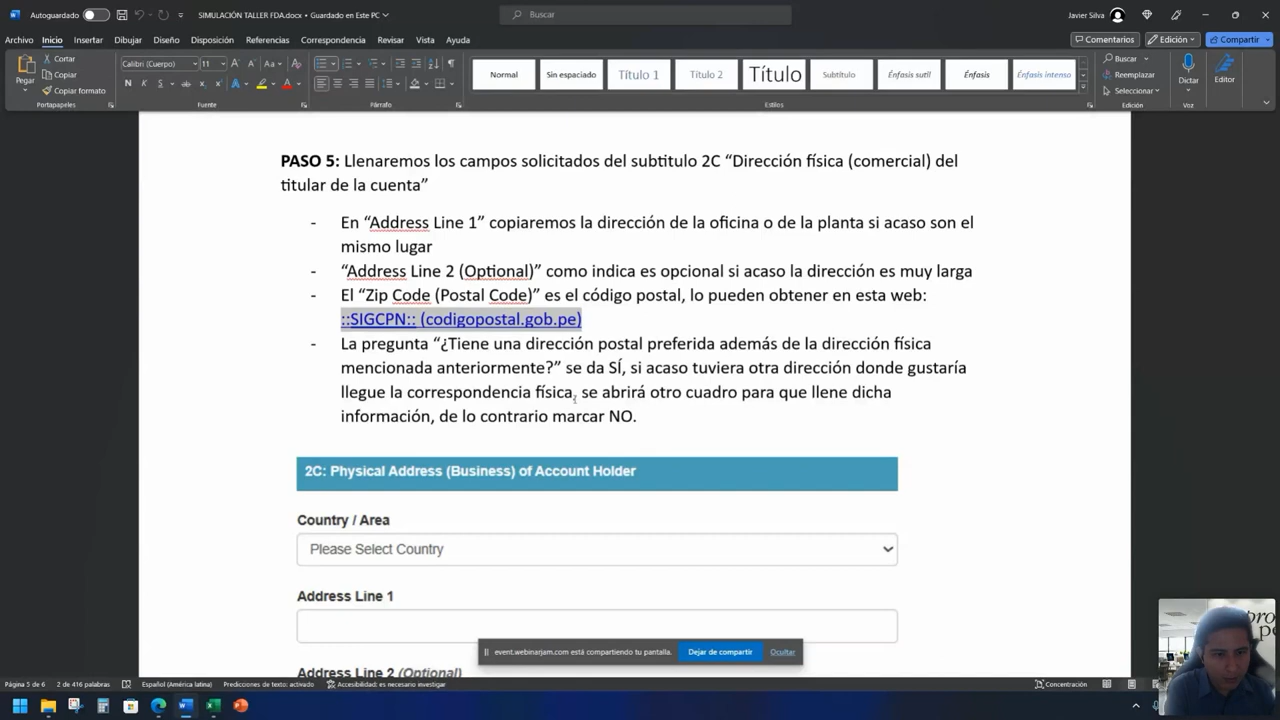 Autoguardado
SIMULACIÓN TALLER FDA.docx • Guardado en Este PC
Buscar
Javier Silva
Archivo Inicio Insertar Dibujar Diseño Disposición Referencias Correspondencia Revisar Vista Ayuda
Comentarios Edición Compartir
Pegar
Cortar
Copiar
Copiar formato
Portapapeles
Calibri (Cuerpo) 11
Fuente
Párrafo
Normal Sin espaciado Título 1 Título 2 Título Subtítulo Énfasis sutil Énfasis Énfasis intenso
Estilos
Buscar
Reemplazar
Seleccionar
Edición
Dictar
Voz
Editor
Editor
PASO 5: Llenaremos los campos solicitados del subtitulo 2C “Dirección física (comercial) del
titular de la cuenta”
- En “Address Line 1” copiaremos la dirección de la oficina o de la planta si acaso son el
mismo lugar
- “Address Line 2 (Optional)” como indica es opcional si acaso la dirección es muy larga
- El “Zip Code (Postal Code)” es el código postal, lo pueden obtener en esta web:
::SIGCPN:: (codigopostal.gob.pe)
- La pregunta “¿Tiene una dirección postal preferida además de la dirección física
mencionada anteriormente?” se da SÍ, si acaso tuviera otra dirección donde gustaría
llegue la correspondencia física, se abrirá otro cuadro para que llene dicha
información, de lo contrario marcar NO.
2C: Physical Address (Business) of Account Holder
Country / Area
Please Select Country
Address Line 1
event.webinarjam.com está compartiendo tu pantalla. Dejar de compartir Ocultar
Address Line 2 (Optional)
Página 5 de 6 2 de 416 palabras Español (América latina) Predicciones de texto: activado Accesibilidad: es necesario investigar Concentración